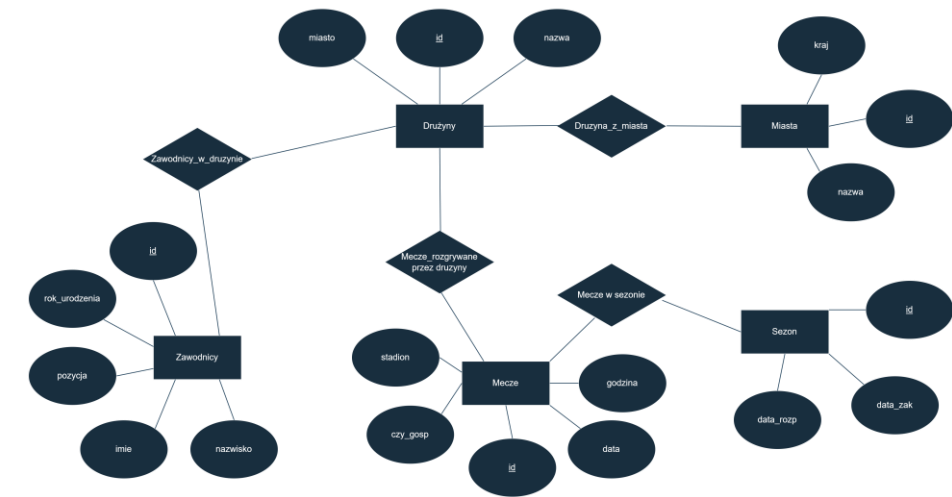 miasto
id
nazwa
kraj
Drużyny
Druzyna_z_miasta
Miasta
id
Zawodnicy_w_druzynie
nazwa
id
Mecze_rozgrywane
przez druzyny
Mecze w sezonie
rok_urodzenia
id
Zawodnicy
stadion
Sezon
pozycja
Mecze
godzina
data_rozp
data_zak
czy_gosp
imie
nazwisko
id
data